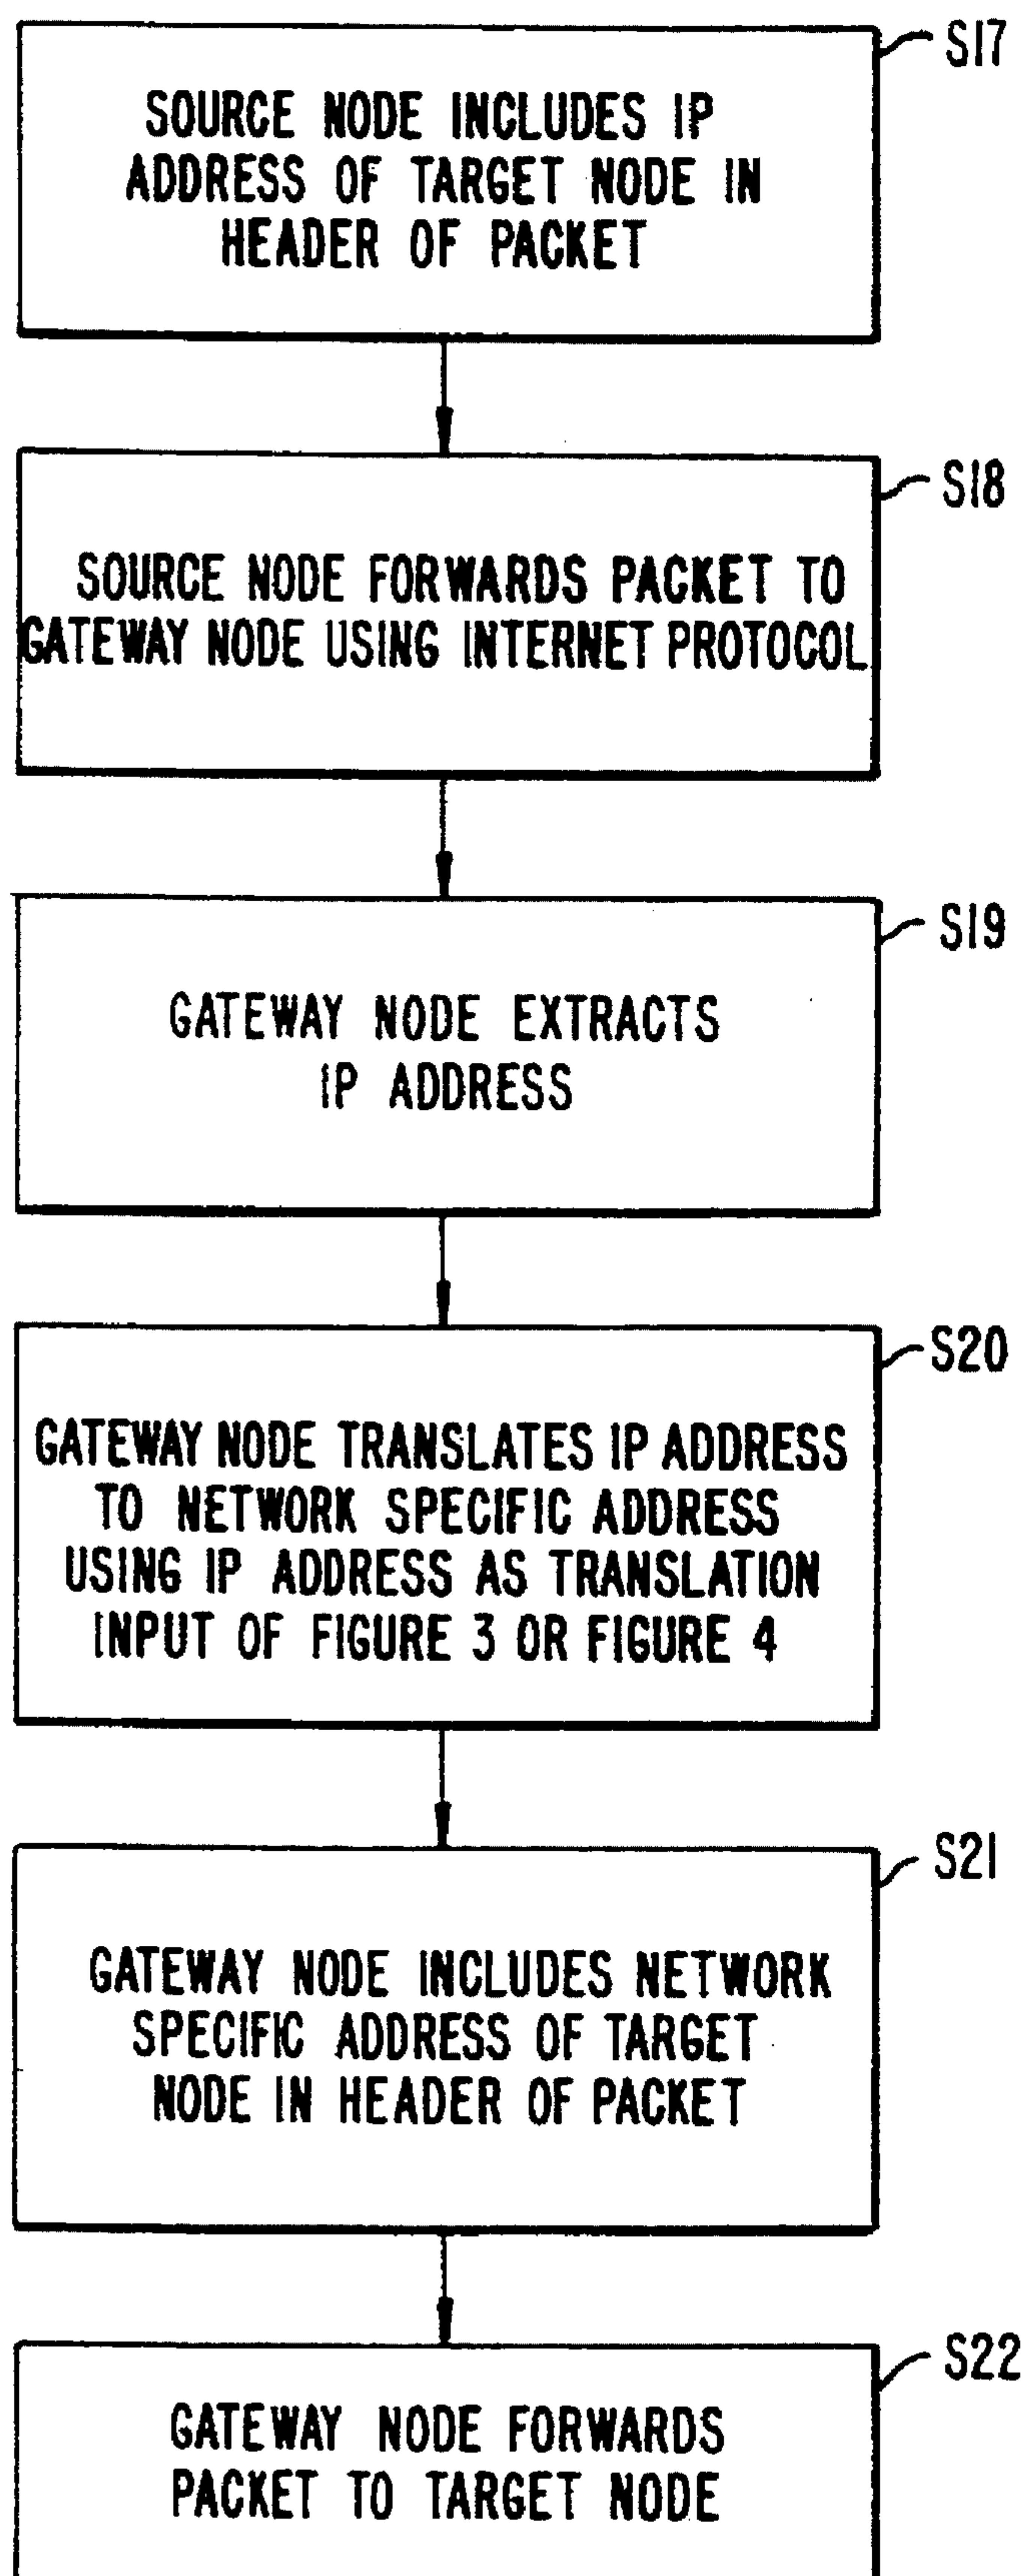 S17
SOURCE NODE INCLUDES IP
ADDRESS OF TARGET NODE IN
HEADER OF PACKET
S18
SOURCE NODE FORWARDS PACKET TO
GATEWAY NODE USING INTERNET PROTOCOL
S19
GATEWAY NODE EXTRACTS
IP ADDRESS
S20
GATEWAY NODE TRANSLATES IP ADDRESS
TO NETWORK SPECIFIC ADDRESS
USING IP ADDRESS AS TRANSLATION
INPUT OF FIGURE 3 OR FIGURE 4
S21
GATEWAY NODE INCLUDES NETWORK
SPECIFIC ADDRESS OF TARGET
NODE IN HEADER OF PACKET
S22
GATEWAY NODE FORWARDS
PACKET TO TARGET NODE